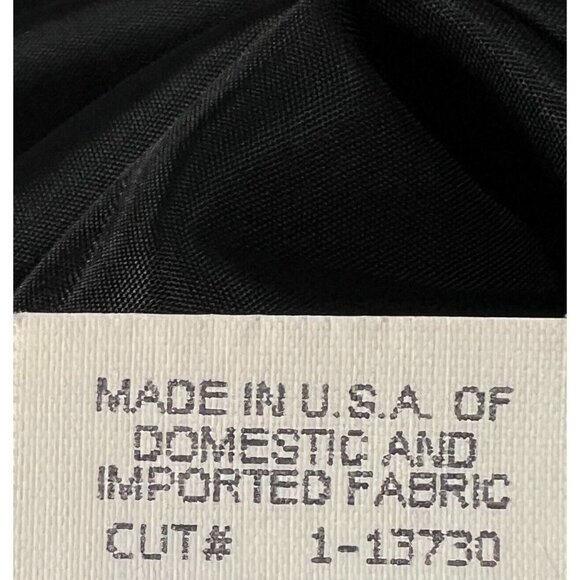 MADE IN U.S.A. OF
DOMESTIC AND
IMPORTED FABRIC
CUT# 1-13730